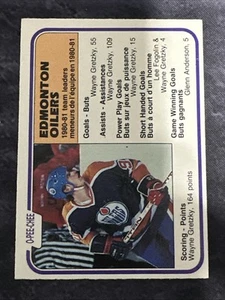 O-PEE-CHEE
EDMONTON
OILERS
1980-81 team leaders
meneurs de l'équipe en 1980-81
Goals - Buts
Wayne Gretzky, 55
Assists - Assistances
Wayne Gretzky, 109
Power Play Goals
Buts sur jeux de puissance
Wayne Gretzky, 15
Short Handed Goals
Buts à court d'un homme
Lee Fogolin &
Wayne Gretzky, 4
Game Winning Goals
Buts gagnants
Glenn Anderson, 5
Scoring - Points
Wayne Gretzky, 164 points